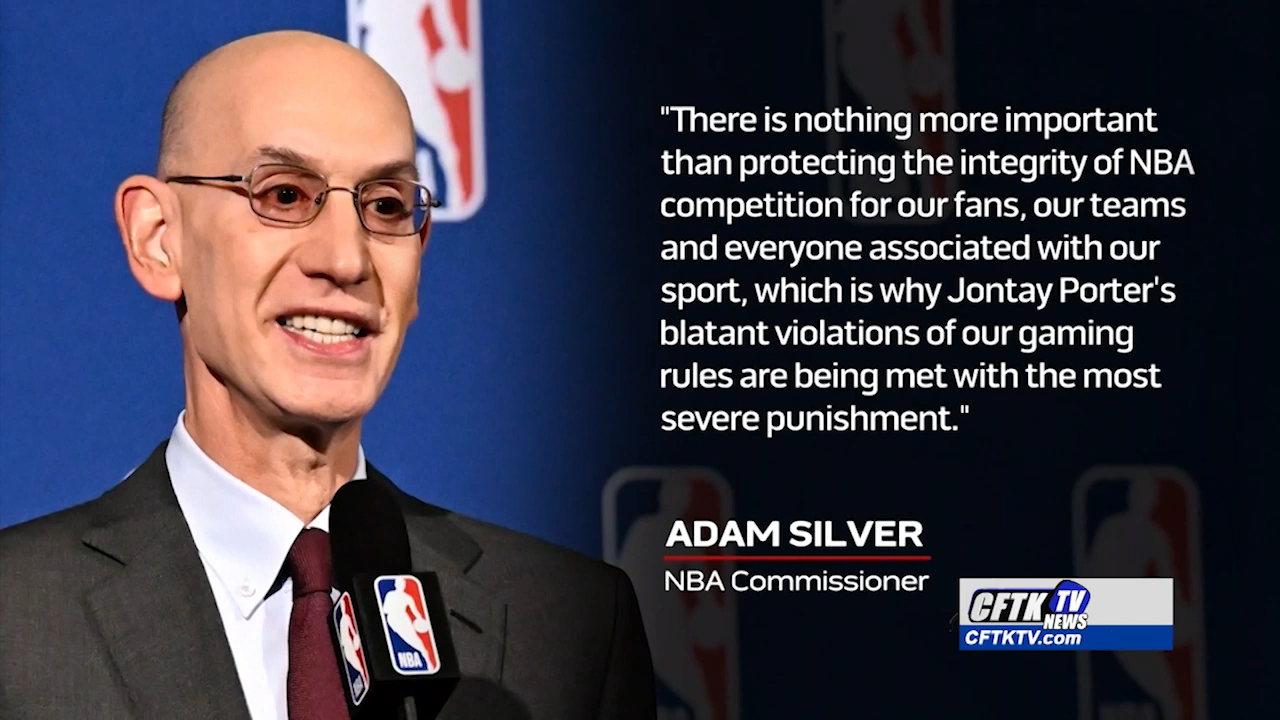 "There is nothing more important
than protecting the integrity of NBA
competition for our fans, our teams
and everyone associated with our
sport, which is why Jontay Porter's
blatant violations of our gaming
rules are being met with the most
severe punishment."
ADAM SILVER
NBA Commissioner
NBA
CFTK TV
NEWS
CFTKTV.com